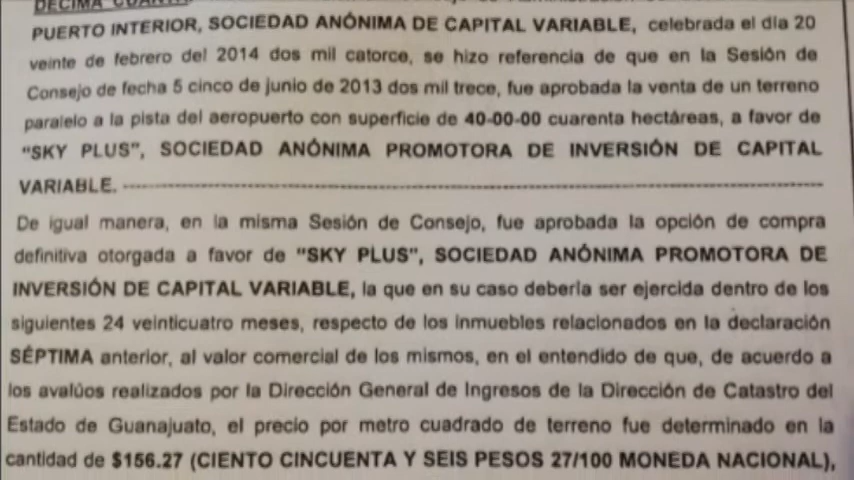 DÉCIMA CUARTA.
PUERTO INTERIOR, SOCIEDAD ANÓNIMA DE CAPITAL VARIABLE, celebrada el día 20
veinte de febrero del 2014 dos mil catorce, se hizo referencia de que en la Sesión de
Consejo de fecha 5 cinco de junio de 2013 dos mil trece, fue aprobada la venta de un terreno
paralelo a la pista del aeropuerto con superficie de 40-00-00 cuarenta hectáreas, a favor de
"SKY PLUS", SOCIEDAD ANÓNIMA PROMOTORA DE INVERSIÓN DE CAPITAL
VARIABLE. ------------------------------------------------------------
De igual manera, en la misma Sesión de Consejo, fue aprobada la opción de compra
definitiva otorgada a favor de "SKY PLUS", SOCIEDAD ANÓNIMA PROMOTORA DE
INVERSIÓN DE CAPITAL VARIABLE, la que en su caso debería ser ejercida dentro de los
siguientes 24 veinticuatro meses, respecto de los inmuebles relacionados en la declaración
SÉPTIMA anterior, al valor comercial de los mismos, en el entendido de que, de acuerdo a
los avalúos realizados por la Dirección General de Ingresos de la Dirección de Catastro del
Estado de Guanajuato, el precio por metro cuadrado de terreno fue determinado en la
cantidad de $156.27 (CIENTO CINCUENTA Y SEIS PESOS 27/100 MONEDA NACIONAL),